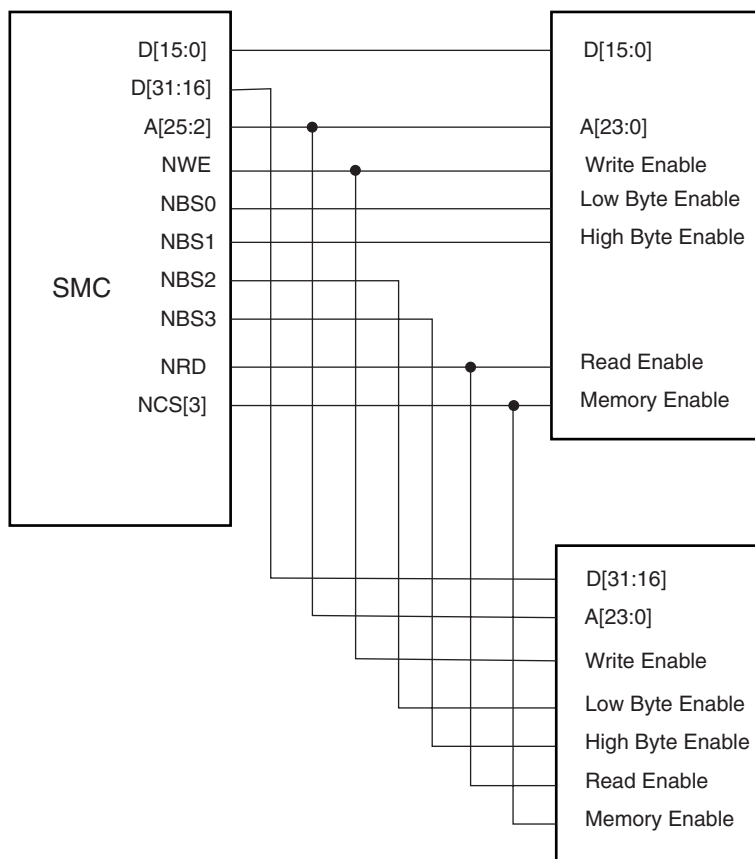 D[15:0]
D[31:16]
A[25:2]
NWE
NBS0
NBS1
NBS2
NBS3
NRD
NCS[3]
SMC
D[15:0]
A[23:0]
Write Enable
Low Byte Enable
High Byte Enable
Read Enable
Memory Enable
D[31:16]
A[23:0]
Write Enable
Low Byte Enable
High Byte Enable
Read Enable
Memory Enable